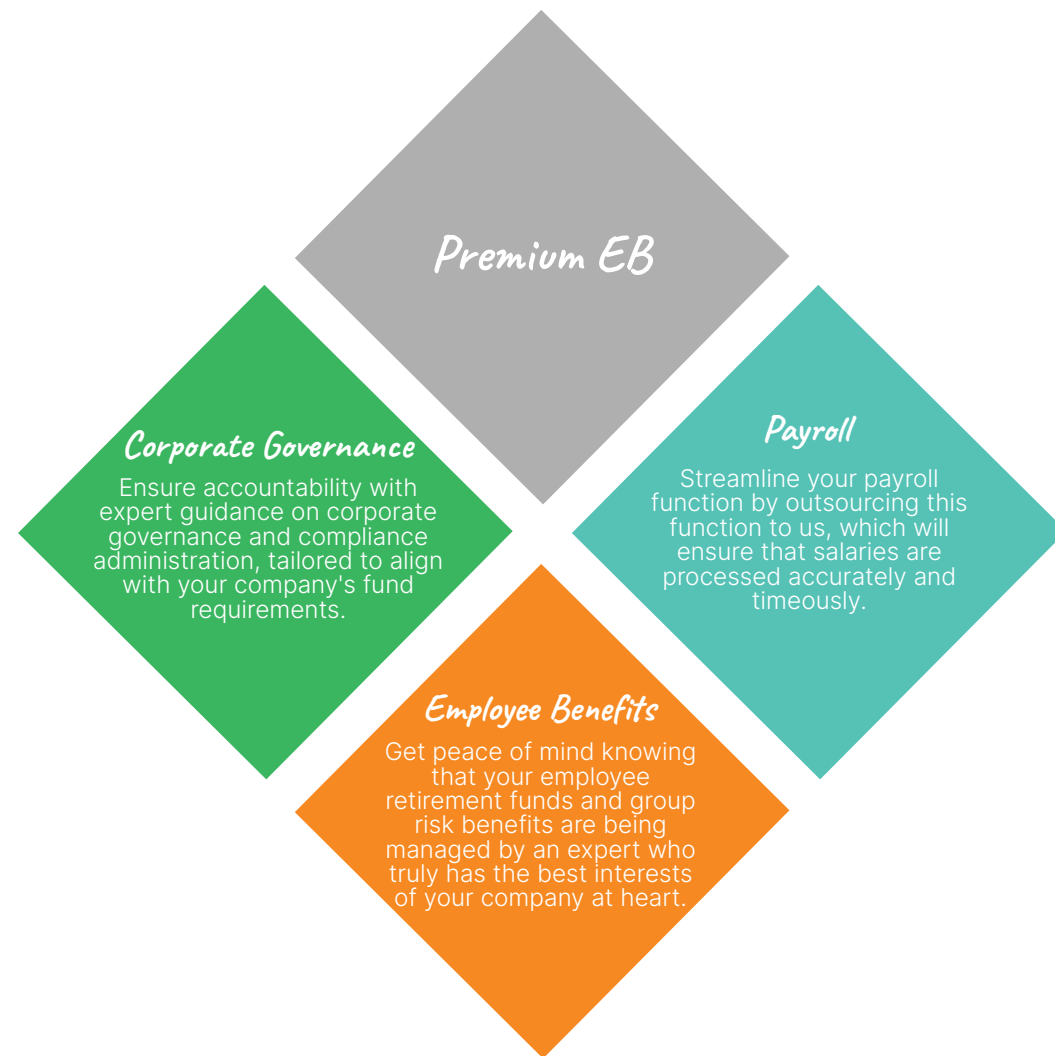 Premium EB
Corporate Governance
Ensure accountability with
expert guidance on corporate
governance and compliance
administration, tailored to align
with your company's fund
requirements.
Payroll
Streamline your payroll
function by outsourcing this
function to us, which will
ensure that salaries are
processed accurately and
timeously.
Employee Benefits
Get peace of mind knowing
that your employee
retirement funds and group
risk benefits are being
managed by an expert who
truly has the best interests
of your company at heart.